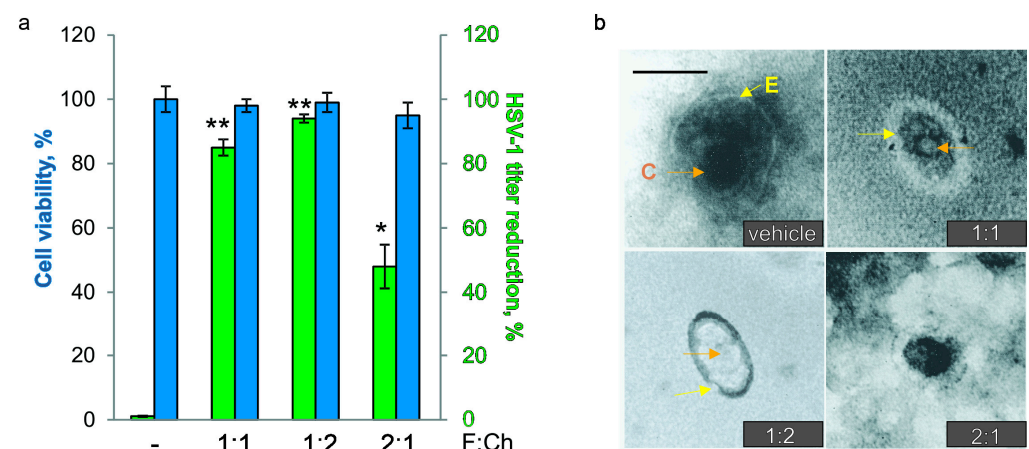 a
Cell viability, %
120
100
80
60
40
20
0
**
**
*
120
100
80
60
40
20
0
HSV-1 titer reduction, %
- 1:1 1:2 2:1 F:Ch
b
E
C
vehicle
1:1
1:2
2:1